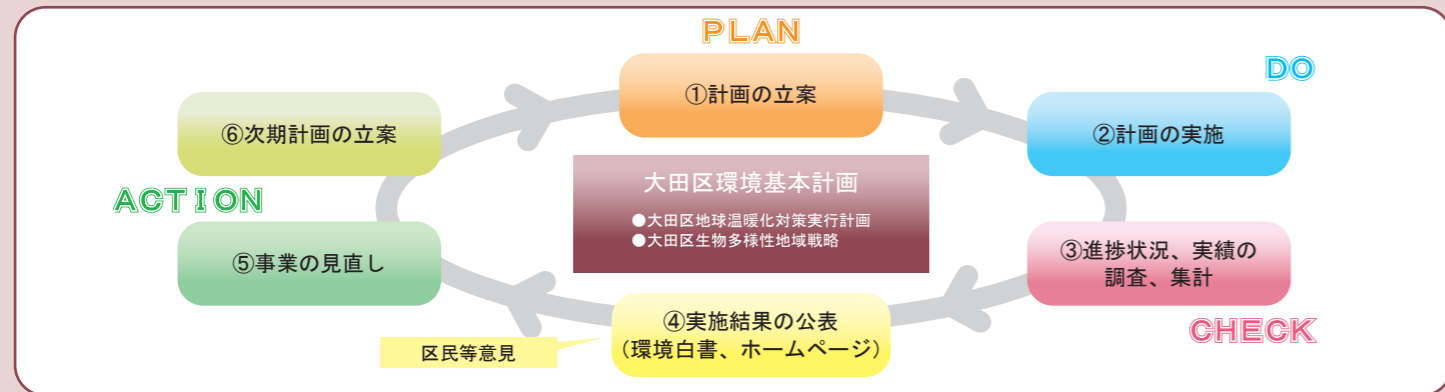 PLAN
①計画の立案
DO
②計画の実施
③進捗状況、実績の
調査、集計
CHECK
④実施結果の公表
（環境白書、ホームページ）
区民等意見
⑤事業の見直し
ACTION
⑥次期計画の立案
大田区環境基本計画
●大田区地球温暖化対策実行計画
●大田区生物多様性地域戦略